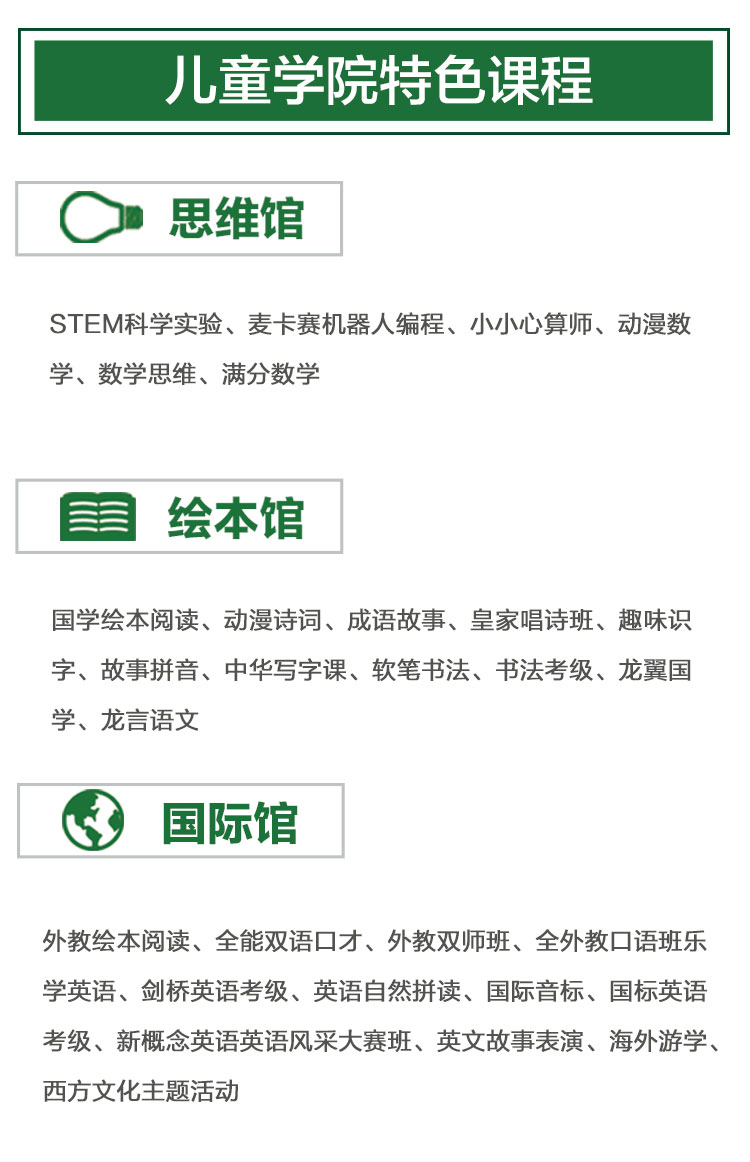 儿童学院特色课程
思维馆
STEM科学实验、麦卡赛机器人编程、小小心算师、动漫数
学、数学思维、满分数学
绘本馆
国学绘本阅读、动漫诗词、成语故事、皇家唱诗班、趣味识
字、故事拼音、中华写字课、软笔书法、书法考级、龙翼国
学、龙言语文
国际馆
外教绘本阅读、全能双语口才、外教双师班、全外教口语班乐
学英语、剑桥英语考级、英语自然拼读、国际音标、国标英语
考级、新概念英语英语风采大赛班、英文故事表演、海外游学、
西方文化主题活动